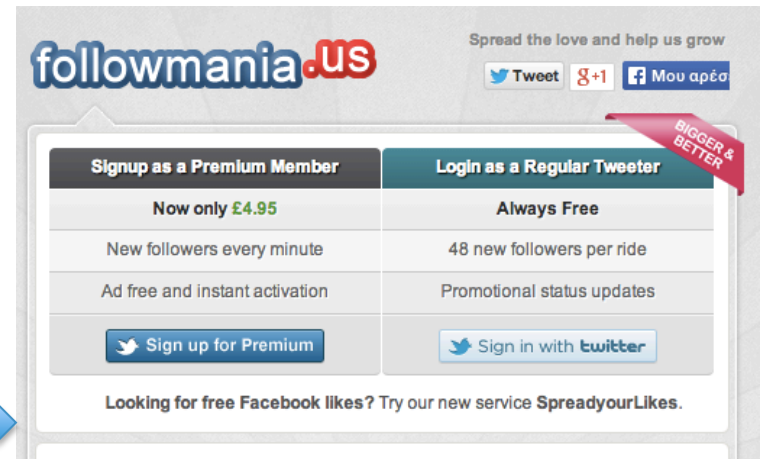 followmania.us
Spread the love and help us grow
Tweet
g+1
f Μου αρέσ
BIGGER &
BETTER
Signup as a Premium Member
Login as a Regular Tweeter
Now only £4.95
Always Free
New followers every minute
48 new followers per ride
Ad free and instant activation
Promotional status updates
Sign up for Premium
Sign in with twitter
Looking for free Facebook likes? Try our new service SpreadyourLikes.